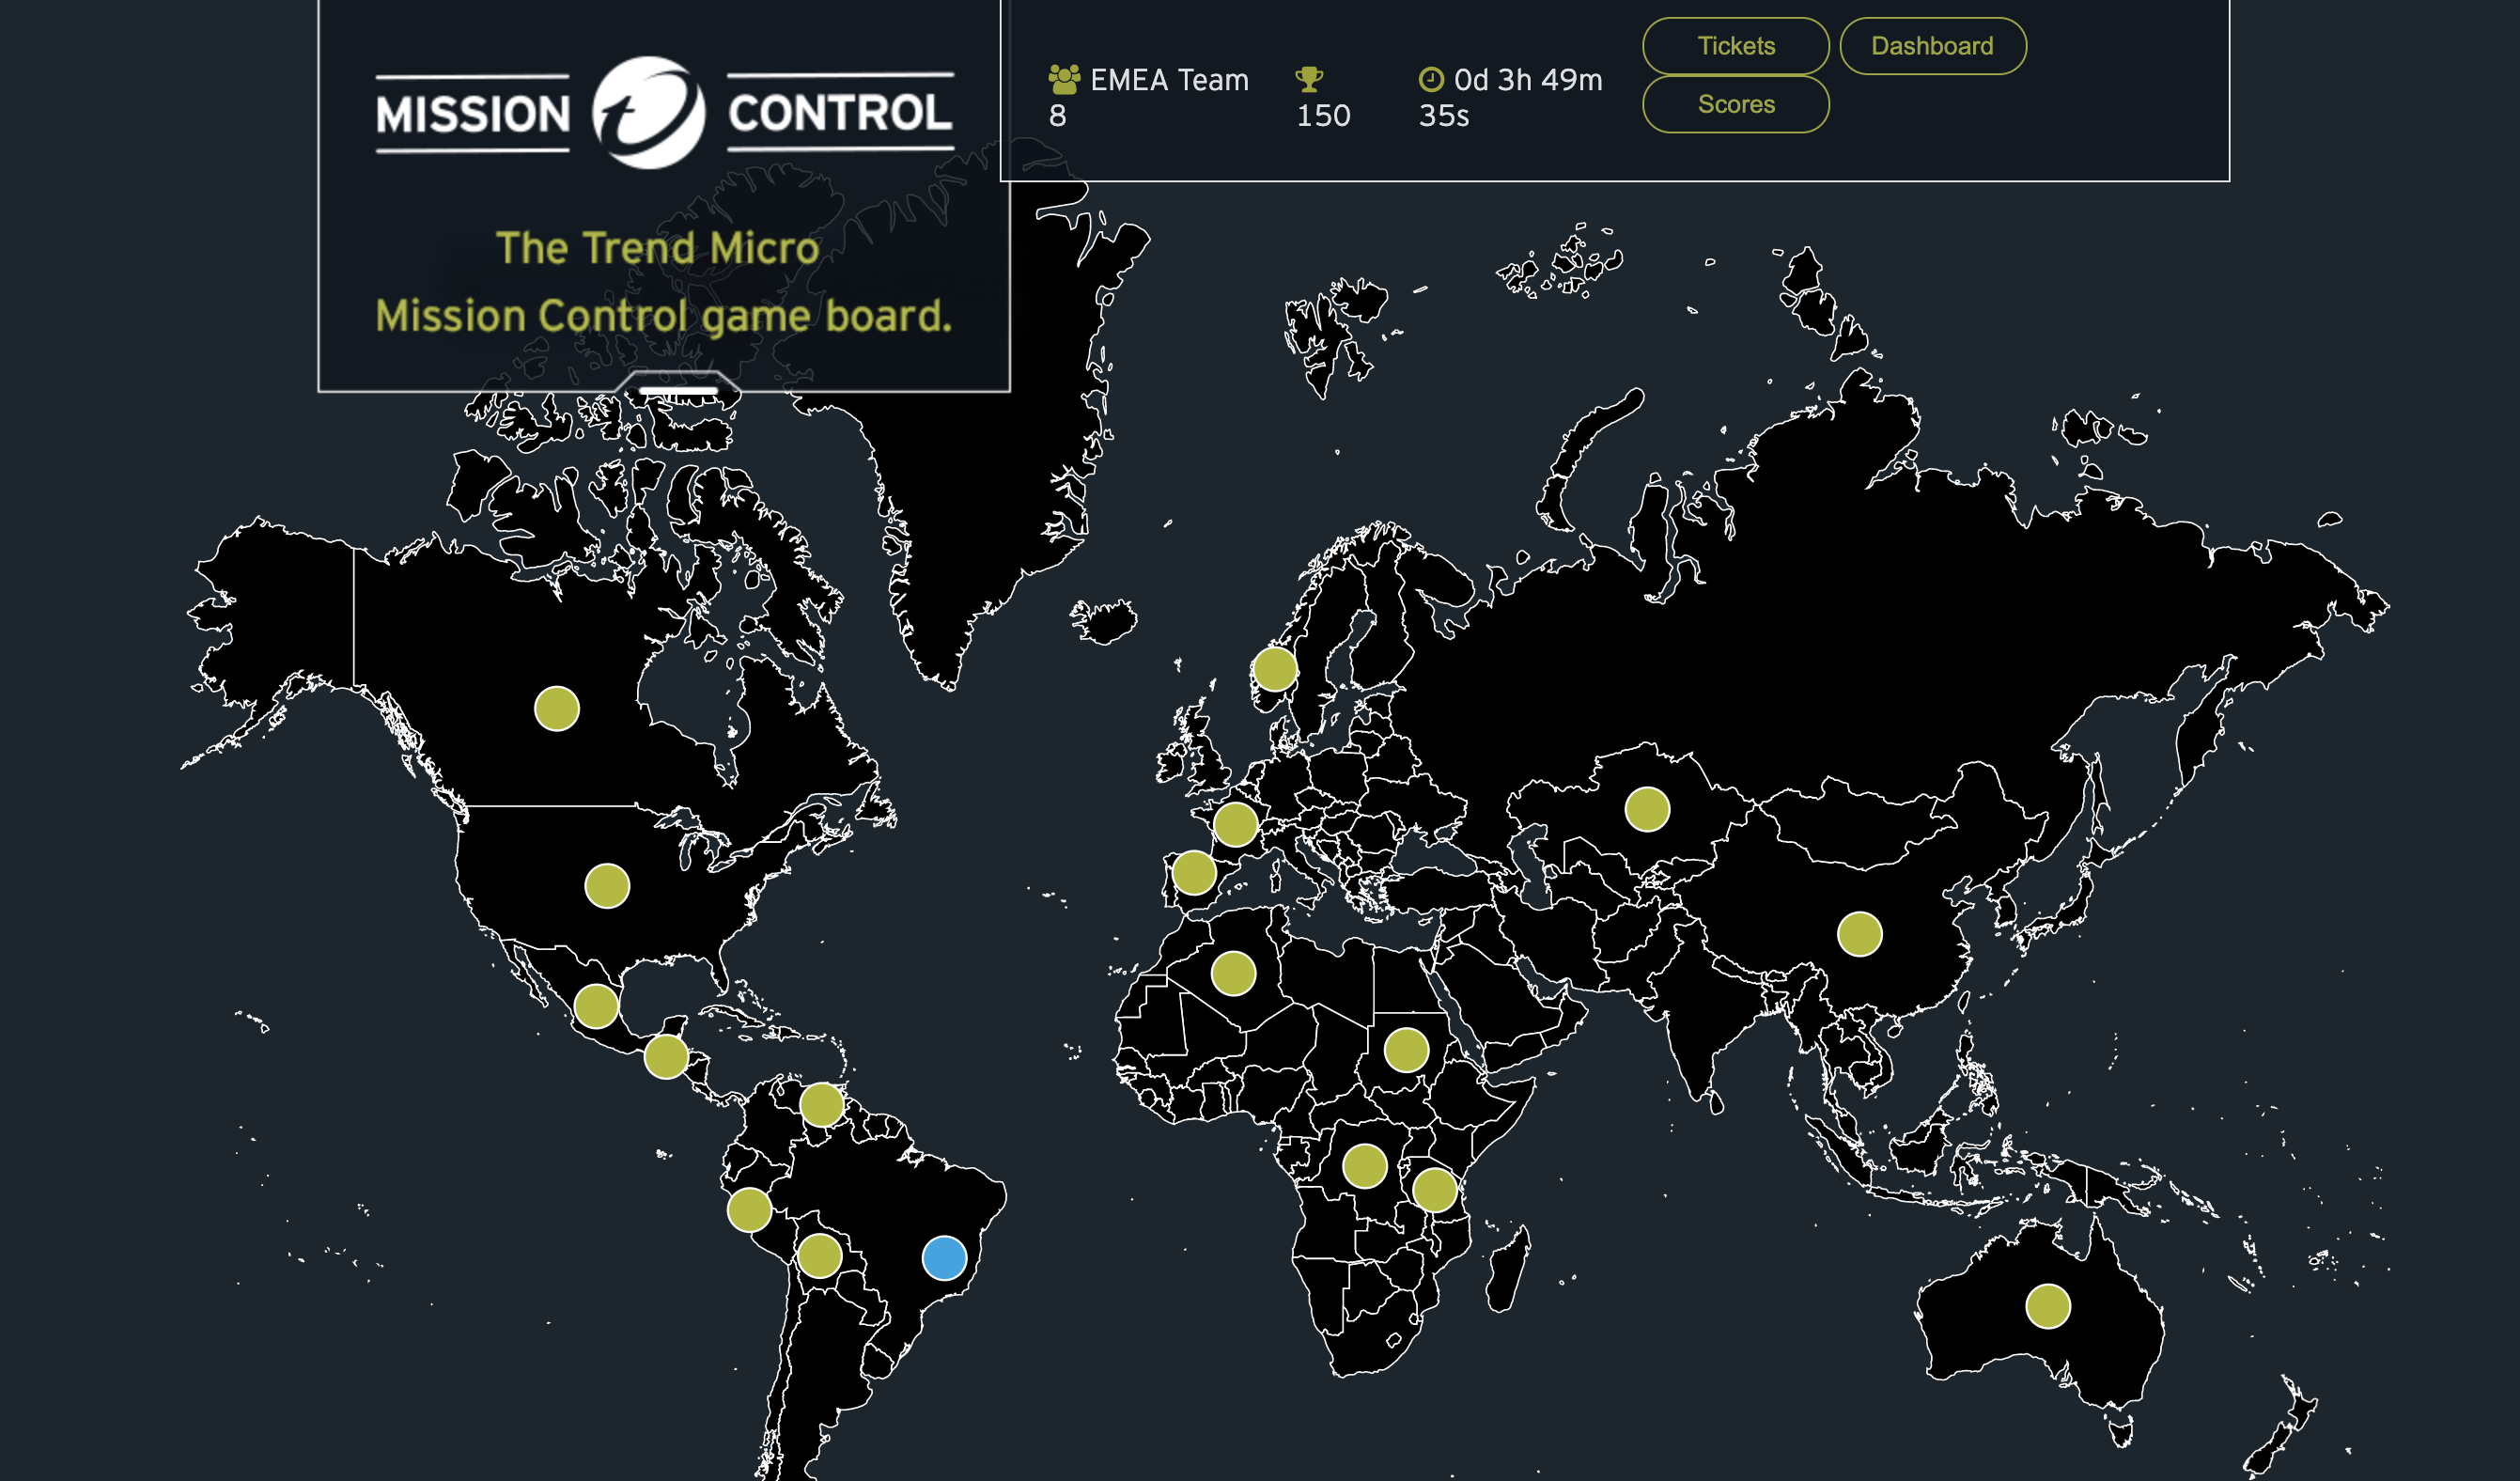 MISSION CONTROL
The Trend Micro
Mission Control game board.
EMEA Team
8
150
0d 3h 49m
35s
Tickets
Dashboard
Scores